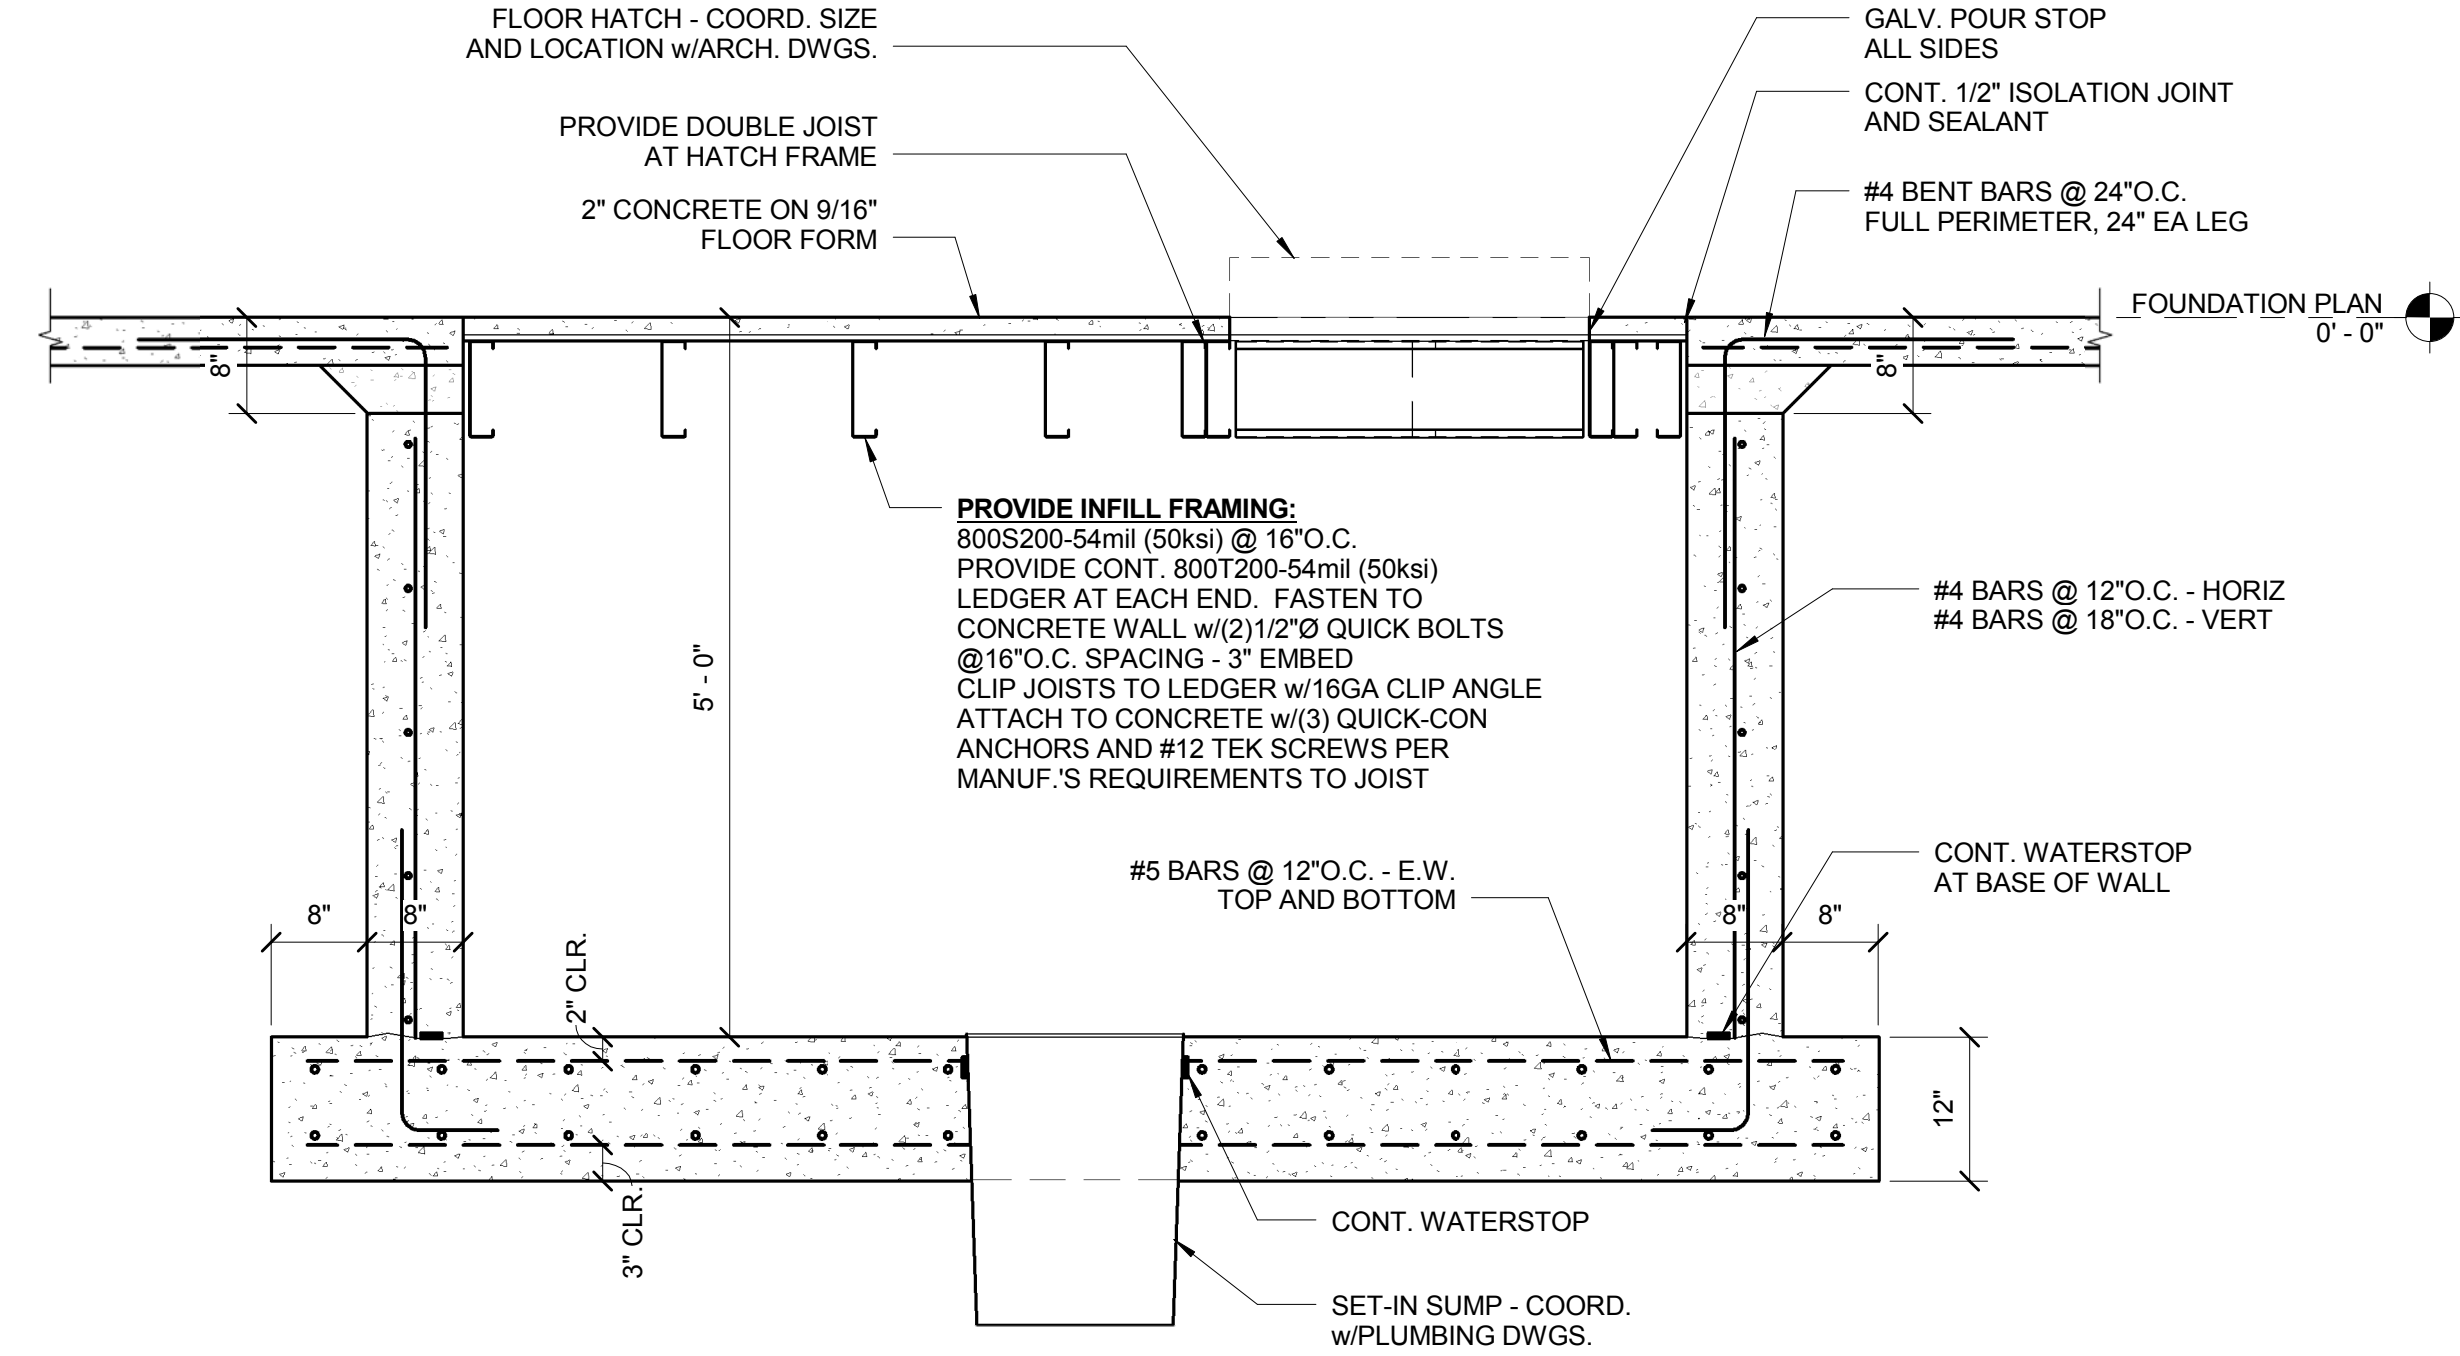 FLOOR HATCH - COORD. SIZE
AND LOCATION w/ARCH. DWGS.
PROVIDE DOUBLE JOIST
AT HATCH FRAME
2" CONCRETE ON 9/16"
FLOOR FORM
GALV. POUR STOP
ALL SIDES
CONT. 1/2" ISOLATION JOINT
AND SEALANT
#4 BENT BARS @ 24"O.C.
FULL PERIMETER, 24" EA LEG
FOUNDATION PLAN
0' - 0"
8"
8"
PROVIDE INFILL FRAMING:
800S200-54mil (50ksi) @ 16"O.C.
PROVIDE CONT. 800T200-54mil (50ksi)
LEDGER AT EACH END.  FASTEN TO
CONCRETE WALL w/(2)1/2"Ø QUICK BOLTS
@16"O.C. SPACING - 3" EMBED
CLIP JOISTS TO LEDGER w/16GA CLIP ANGLE
ATTACH TO CONCRETE w/(3) QUICK-CON
ANCHORS AND #12 TEK SCREWS PER
MANUF.'S REQUIREMENTS TO JOIST
5' - 0"
#4 BARS @ 12"O.C. - HORIZ
#4 BARS @ 18"O.C. - VERT
#5 BARS @ 12"O.C. - E.W.
TOP AND BOTTOM
CONT. WATERSTOP
AT BASE OF WALL
8"
8"
8"
8"
2" CLR.
3" CLR.
12"
CONT. WATERSTOP
SET-IN SUMP - COORD.
w/PLUMBING DWGS.